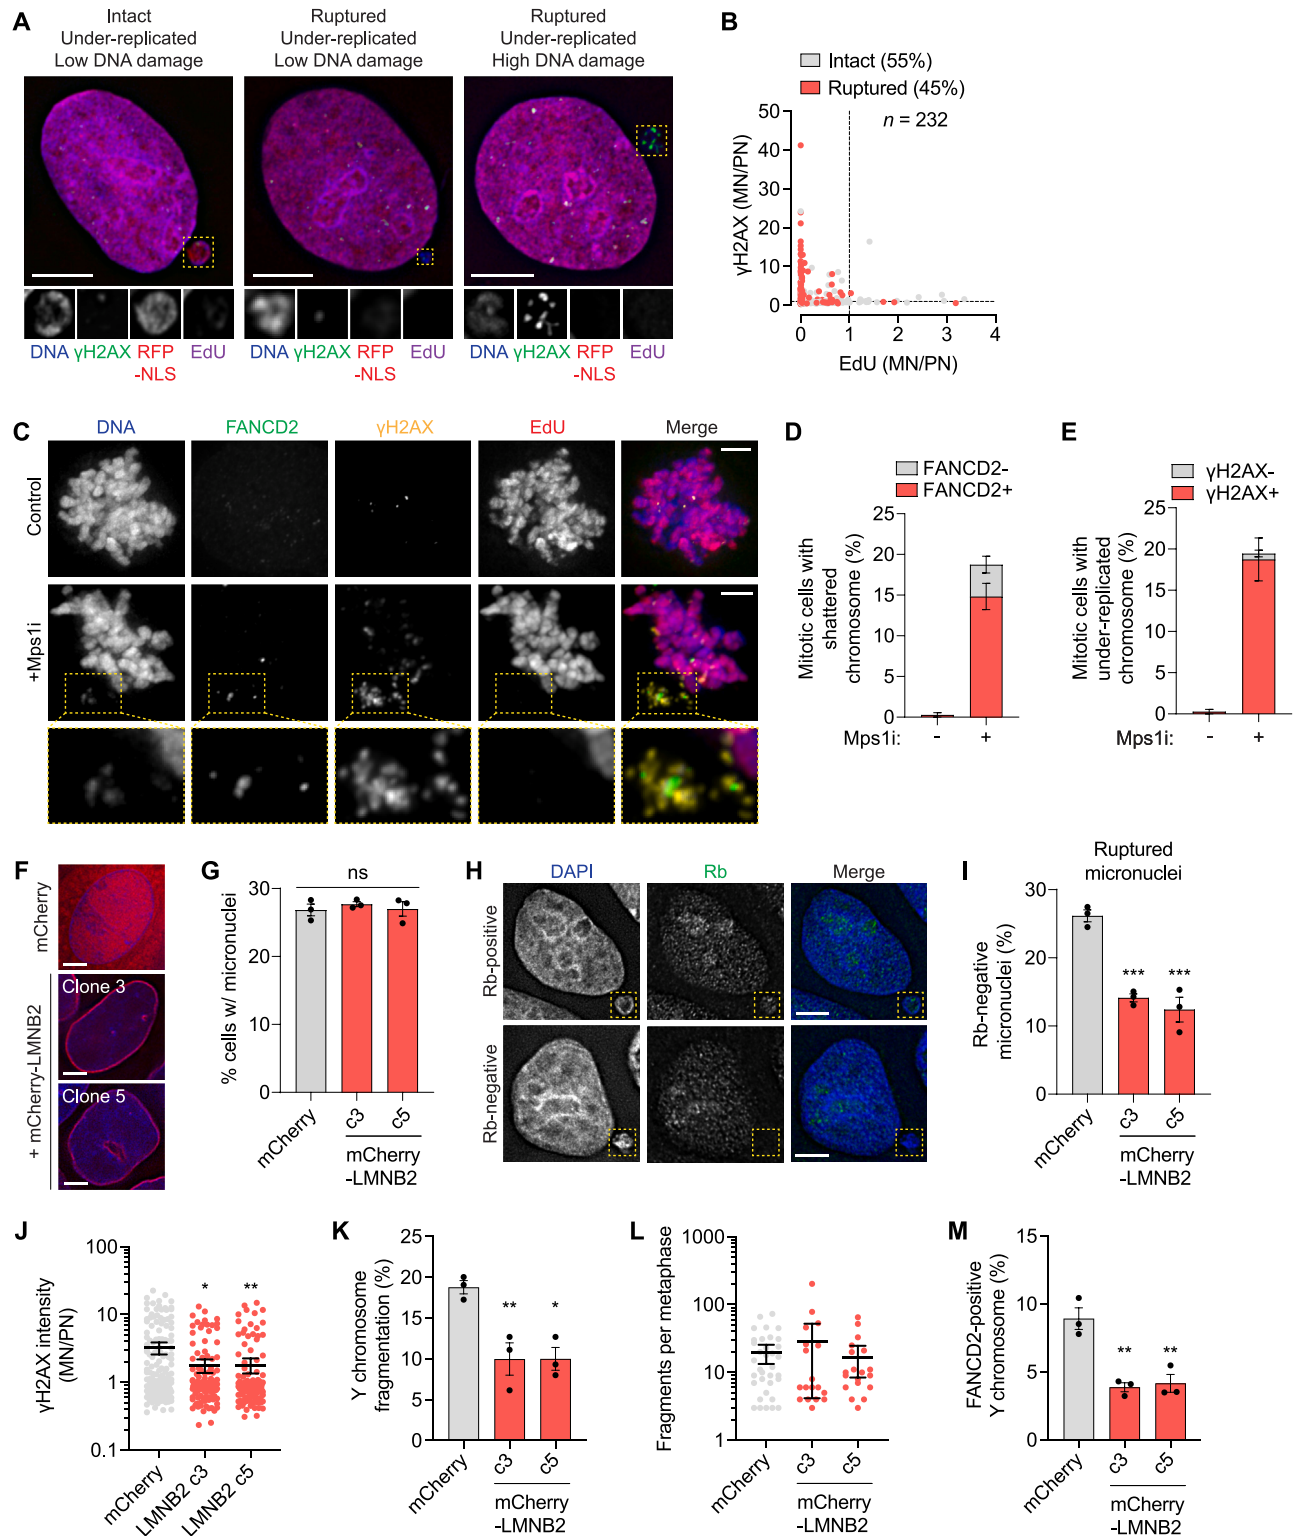 A
Intact
Under-replicated
Low DNA damage
Ruptured
Under-replicated
Low DNA damage
Ruptured
Under-replicated
High DNA damage
DNA γH2AX RFP EdU
-NLS
DNA γH2AX RFP EdU
-NLS
DNA γH2AX RFP EdU
-NLS
B
Intact (55%)
Ruptured (45%)
n = 232
γH2AX (MN/PN)
50
40
30
20
10
0
0 1 2 3 4
EdU (MN/PN)
C
DNA FANCD2 γH2AX EdU Merge
Control
+Mps1i
D
FANCD2-
FANCD2+
Mitotic cells with
shattered
chromosome (%)
25
20
15
10
5
0
Mps1i: - +
E
γH2AX-
γH2AX+
Mitotic cells with
under-replicated
chromosome (%)
25
20
15
10
5
0
Mps1i: - +
F
mCherry
+ mCherry-LMNB2
Clone 3
Clone 5
G
ns
% cells w/ micronuclei
30
20
10
0
mCherry
c3
c5
mCherry
-LMNB2
H
DAPI Rb Merge
Rb-positive
Rb-negative
I
Ruptured
micronuclei
Rb-negative
micronuclei (%)
30
20
10
0
*** ***
mCherry
c3
c5
mCherry
-LMNB2
J
γH2AX intensity
(MN/PN)
100
10
1
0.1
* **
mCherry
LMNB2 c3
LMNB2 c5
K
Y chromosome
fragmentation (%)
25
20
15
10
5
0
** *
mCherry
c3
c5
mCherry
-LMNB2
L
Fragments per metaphase
1000
100
10
1
mCherry
c3
c5
mCherry
-LMNB2
M
FANCD2-positive
Y chromosome (%)
15
10
5
0
** **
mCherry
c3
c5
mCherry
-LMNB2